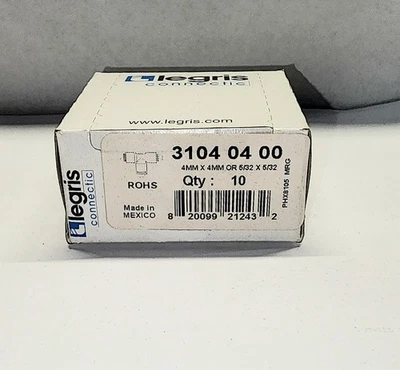 legris
connectic
www.legris.com
legris
connectic
3104 04 00
4MM X 4MM OR 5/32 X 5/32
ROHS
Qty : 10
Made in
MEXICO
8 20099 21243 2
PHX8105 MRG